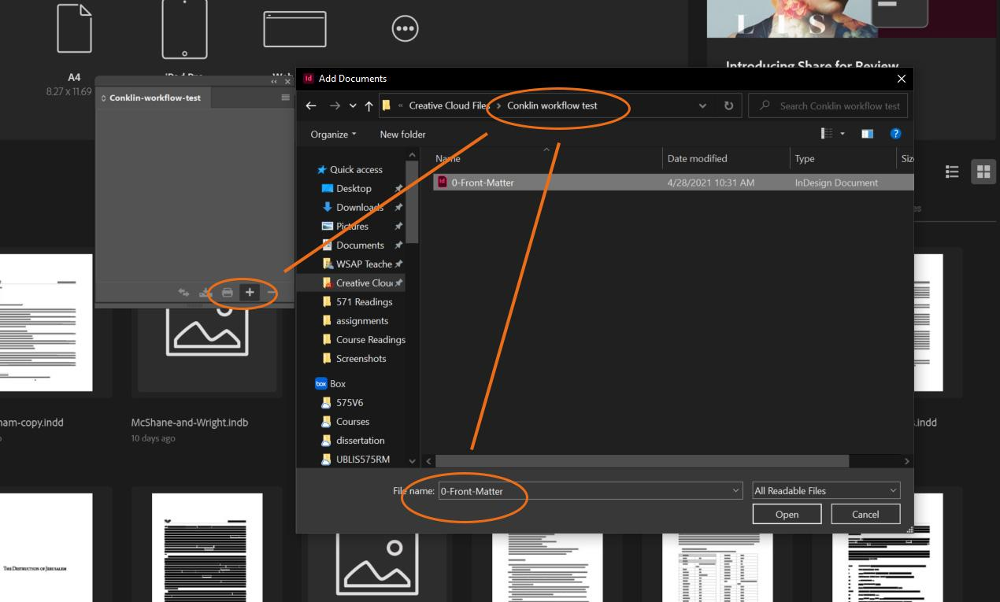 LIS
Introducing Share for Review
A4
8.27 x 11.69
Conklin-workflow-test
Id Add Documents
« Creative Cloud Files > Conklin workflow test
Search Conklin workflow test
Organize
New folder
?
Name
Date modified
Type
Id 0-Front-Matter
4/28/2021 10:31 AM
InDesign Document
Quick access
Desktop
Downloads
Pictures
Documents
WSAP Teache
Creative Clou
571 Readings
assignments
Course Readings
Screenshots
box Box
575V6
Courses
dissertation
UBLIS575RM
File name:
0-Front-Matter
All Readable Files
Open
Cancel
ham-copy.indd
McShane-and-Wright.indb
10 days ago
.indd
THE DESTRUCTION OF JERUSALEM